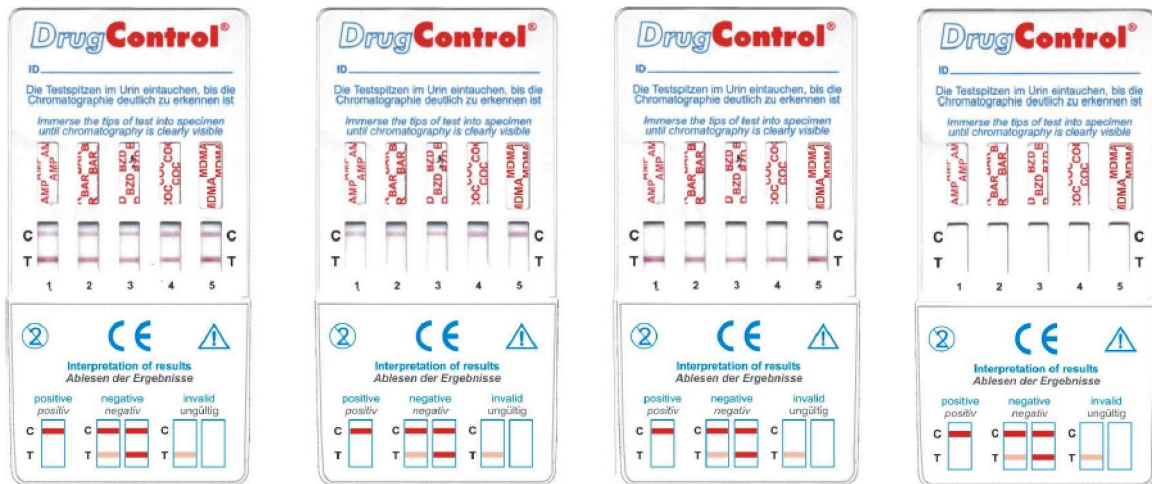 DrugControl®
ID
Die Testspitzen im Urin eintauchen, bis die
Chromatographie deutlich zu erkennen ist
Immerse the tips of test into specimen
until chromatography is clearly visible
AMP BAR BZD COC MDMA
C C
T T
1 2 3 4 5
2 CE
Interpretation of results
Ablesen der Ergebnisse
positive negative invalid
positiv negativ ungültig
C
T
DrugControl®
ID
Die Testspitzen im Urin eintauchen, bis die
Chromatographie deutlich zu erkennen ist
Immerse the tips of test into specimen
until chromatography is clearly visible
AMP BAR BZD COC MDMA
C C
T T
1 2 3 4 5
2 CE
Interpretation of results
Ablesen der Ergebnisse
positive negative invalid
positiv negativ ungültig
C
T
DrugControl®
ID
Die Testspitzen im Urin eintauchen, bis die
Chromatographie deutlich zu erkennen ist
Immerse the tips of test into specimen
until chromatography is clearly visible
AMP BAR BZD COC MDMA
C C
T T
1 2 3 4 5
2 CE
Interpretation of results
Ablesen der Ergebnisse
positive negative invalid
positiv negativ ungültig
C
T
DrugControl®
ID
Die Testspitzen im Urin eintauchen, bis die
Chromatographie deutlich zu erkennen ist
Immerse the tips of test into specimen
until chromatography is clearly visible
AMP BAR BZD COC MDMA
C C
T T
1 2 3 4 5
2 CE
Interpretation of results
Ablesen der Ergebnisse
positive negative invalid
positiv negativ ungültig
C
T